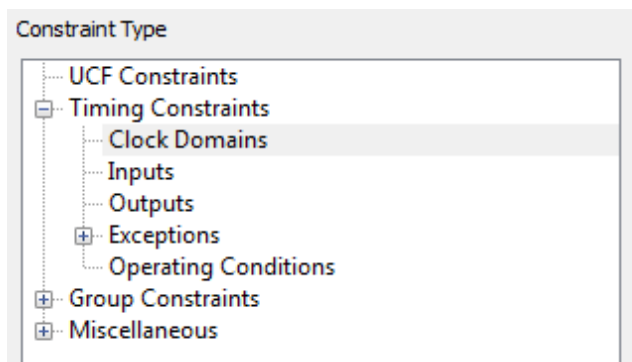 Constraint Type
UCF Constraints
Timing Constraints
Clock Domains
Inputs
Outputs
Exceptions
Operating Conditions
Group Constraints
Miscellaneous